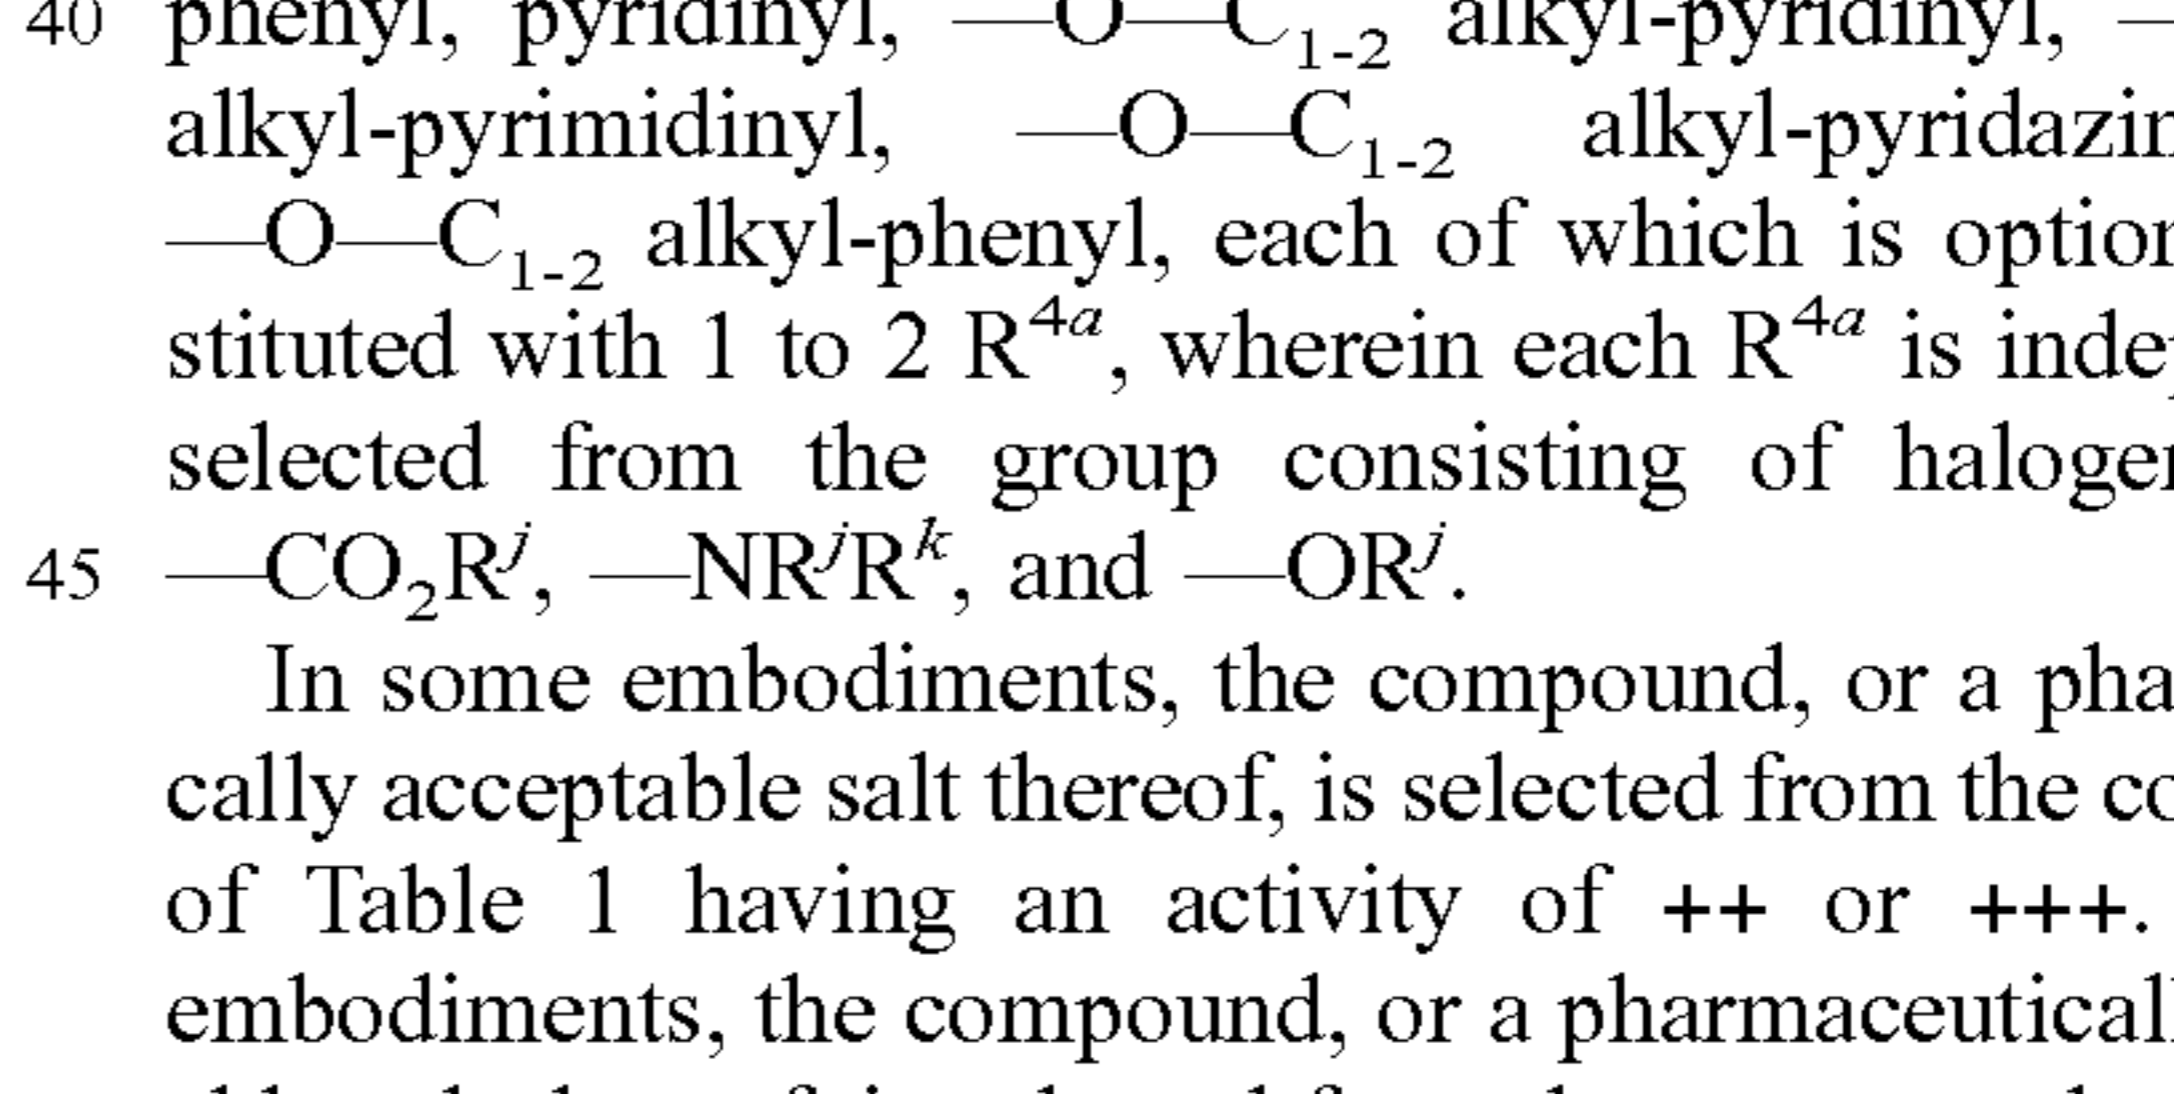 40 phenyl, pyridinyl, —O—C1-2 alkyl-pyridinyl, —
alkyl-pyrimidinyl, —O—C1-2 alkyl-pyridazin
—O—C1-2 alkyl-phenyl, each of which is option
stituted with 1 to 2 R4a, wherein each R4a is inde
selected from the group consisting of haloge
45 —CO2Rj, —NRjRk, and —ORj.
In some embodiments, the compound, or a pha
cally acceptable salt thereof, is selected from the co
of Table 1 having an activity of ++ or +++.
embodiments, the compound, or a pharmaceutical